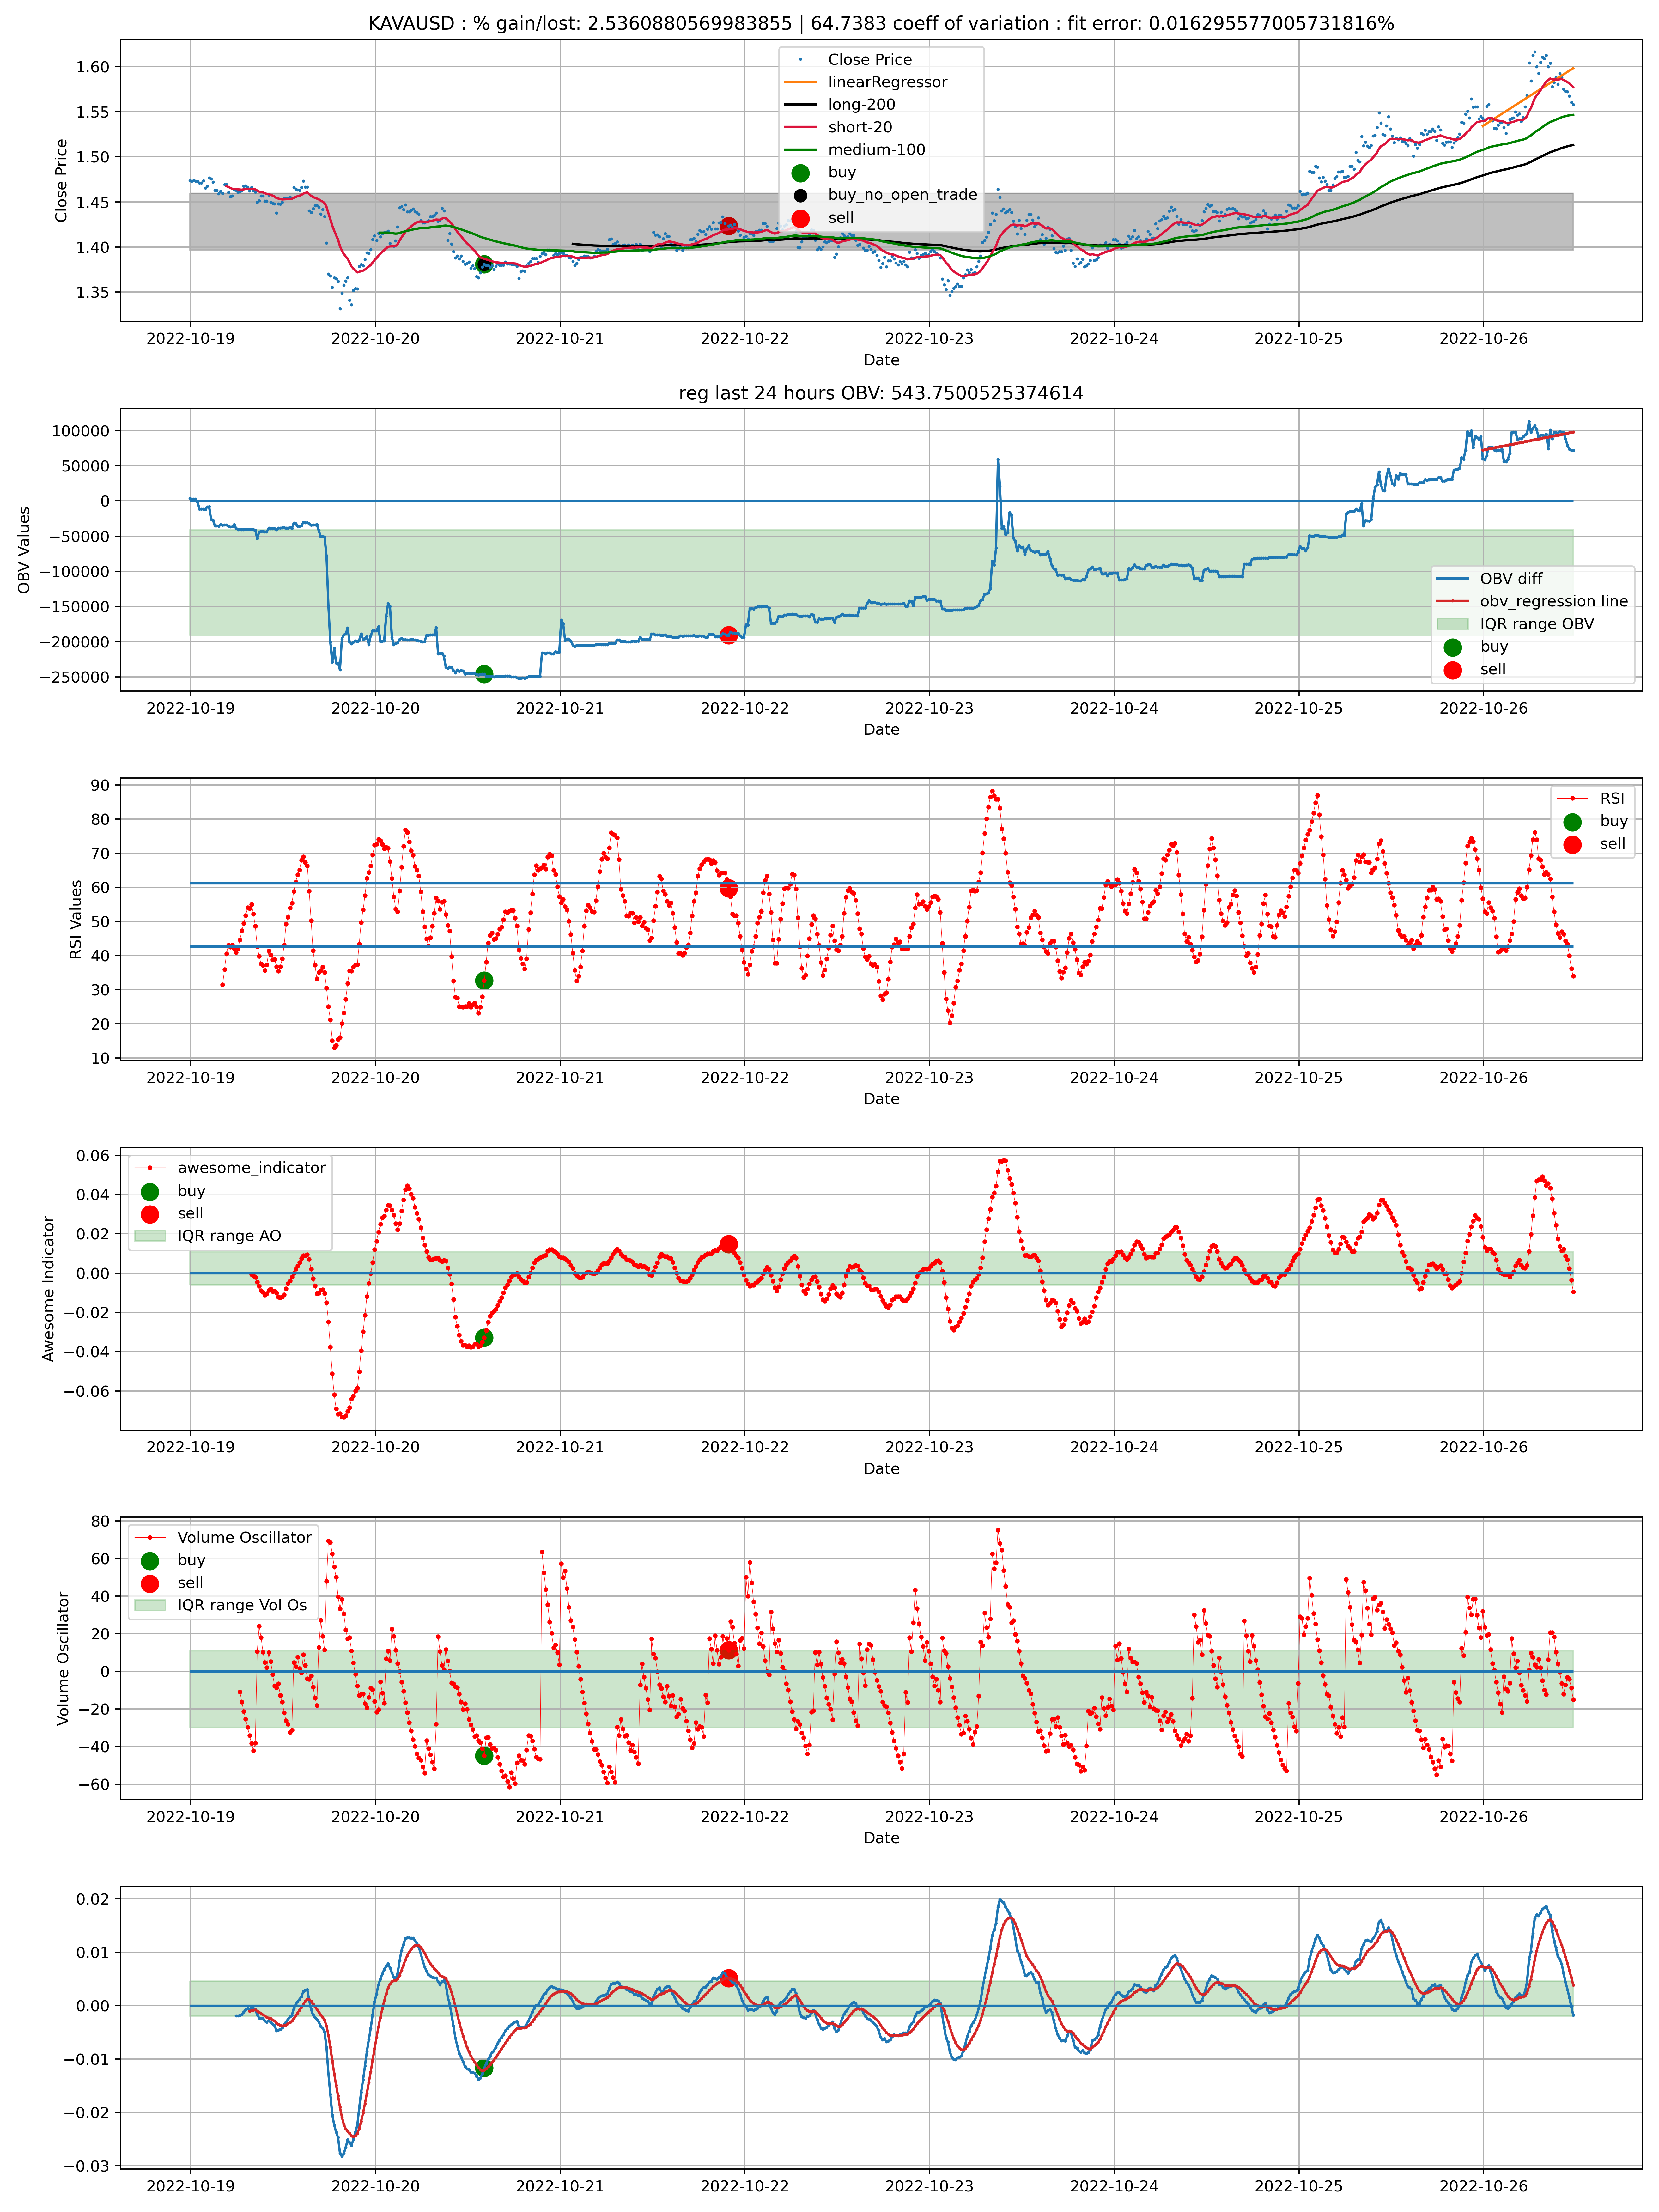 KAVAUSD : % gain/lost: 2.5360880569983855 | 64.7383 coeff of variation : fit error: 0.016295577005731816%
Close Price
1.60
1.55
1.50
1.45
1.40
1.35
Close Price
linearRegressor
long-200
short-20
medium-100
buy
buy_no_open_trade
sell
2022-10-19 2022-10-20 2022-10-21 2022-10-22 2022-10-23 2022-10-24 2022-10-25 2022-10-26
Date
reg last 24 hours OBV: 543.7500525374614
OBV Values
100000
50000
0
−50000
−100000
−150000
−200000
−250000
OBV diff
obv_regression line
IQR range OBV
buy
sell
2022-10-19 2022-10-20 2022-10-21 2022-10-22 2022-10-23 2022-10-24 2022-10-25 2022-10-26
Date
RSI Values
90
80
70
60
50
40
30
20
10
RSI
buy
sell
2022-10-19 2022-10-20 2022-10-21 2022-10-22 2022-10-23 2022-10-24 2022-10-25 2022-10-26
Date
Awesome Indicator
0.06
0.04
0.02
0.00
−0.02
−0.04
−0.06
awesome_indicator
buy
sell
IQR range AO
2022-10-19 2022-10-20 2022-10-21 2022-10-22 2022-10-23 2022-10-24 2022-10-25 2022-10-26
Date
Volume Oscillator
80
60
40
20
0
−20
−40
−60
Volume Oscillator
buy
sell
IQR range Vol Os
2022-10-19 2022-10-20 2022-10-21 2022-10-22 2022-10-23 2022-10-24 2022-10-25 2022-10-26
Date
0.02
0.01
0.00
−0.01
−0.02
−0.03
2022-10-19 2022-10-20 2022-10-21 2022-10-22 2022-10-23 2022-10-24 2022-10-25 2022-10-26